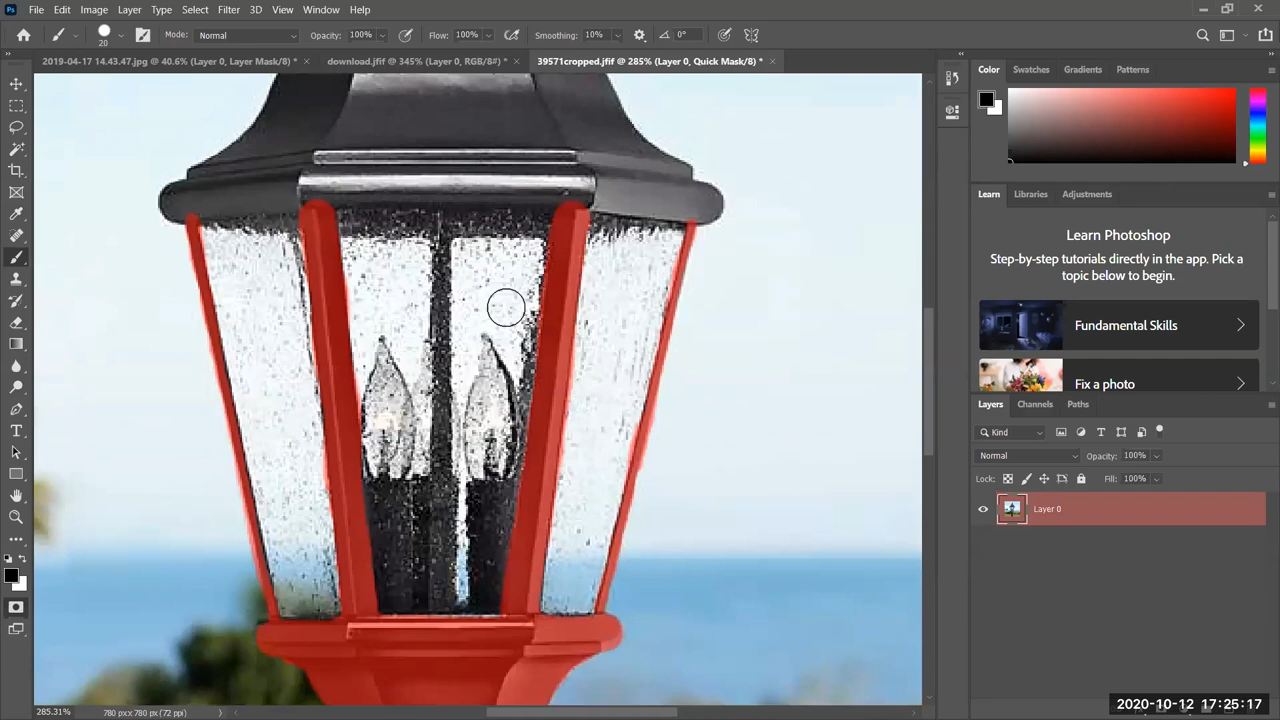 Ps File Edit Image Layer Type Select Filter 3D View Window Help
20 Mode: Normal Opacity: 100% Flow: 100% Smoothing: 10% 0°
2019-04-17 14.43.47.jpg @ 40.6% (Layer 0, Layer Mask/8) * × download.jfif @ 345% (Layer 0, RGB/8#) * × 39571cropped.jfif @ 285% (Layer 0, Quick Mask/8) * ×
Color Swatches Gradients Patterns
Learn Libraries Adjustments
Learn Photoshop
Step-by-step tutorials directly in the app. Pick a
topic below to begin.
Fundamental Skills
Fix a photo
Layers Channels Paths
Kind
Normal Opacity: 100%
Lock: Fill: 100%
Layer 0
285.31% 780 px x 780 px (72 ppi)
2020-10-12 17:25:17